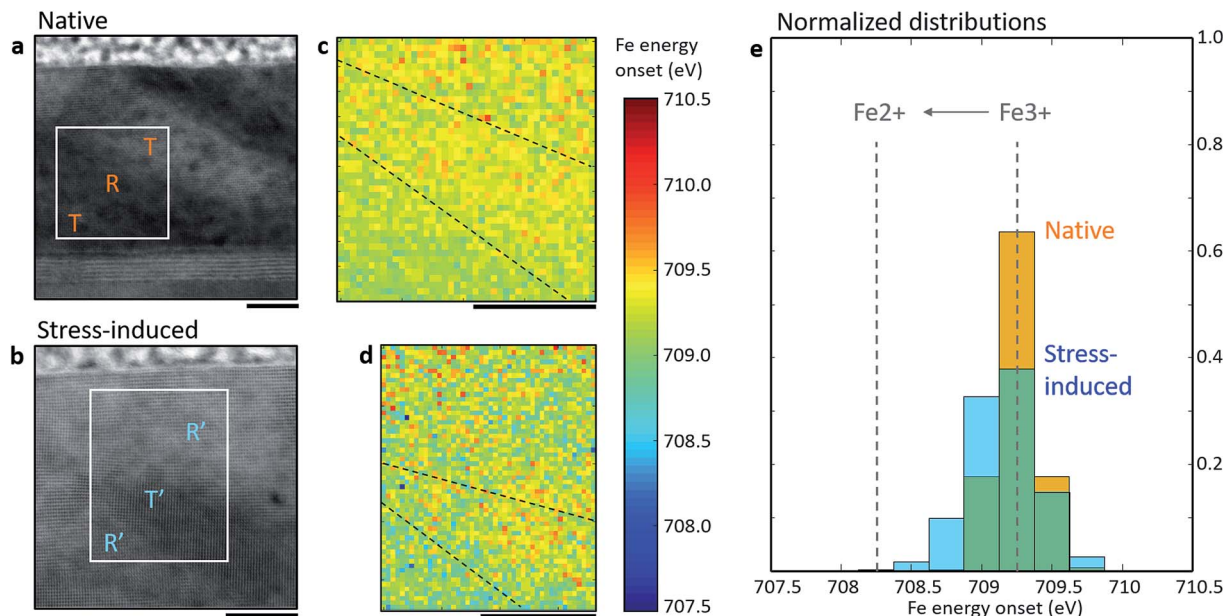 Native
a
T
R
T
Stress-induced
b
R’
T’
R’
c
d
Fe energy
onset (eV)
710.5
710.0
709.5
709.0
708.5
708.0
707.5
Normalized distributions
e
1.0
0.8
0.6
0.4
0.2
Fe2+
Fe3+
Native
Stress-
induced
707.5
708
708.5
709
709.5
710
710.5
Fe energy onset (eV)